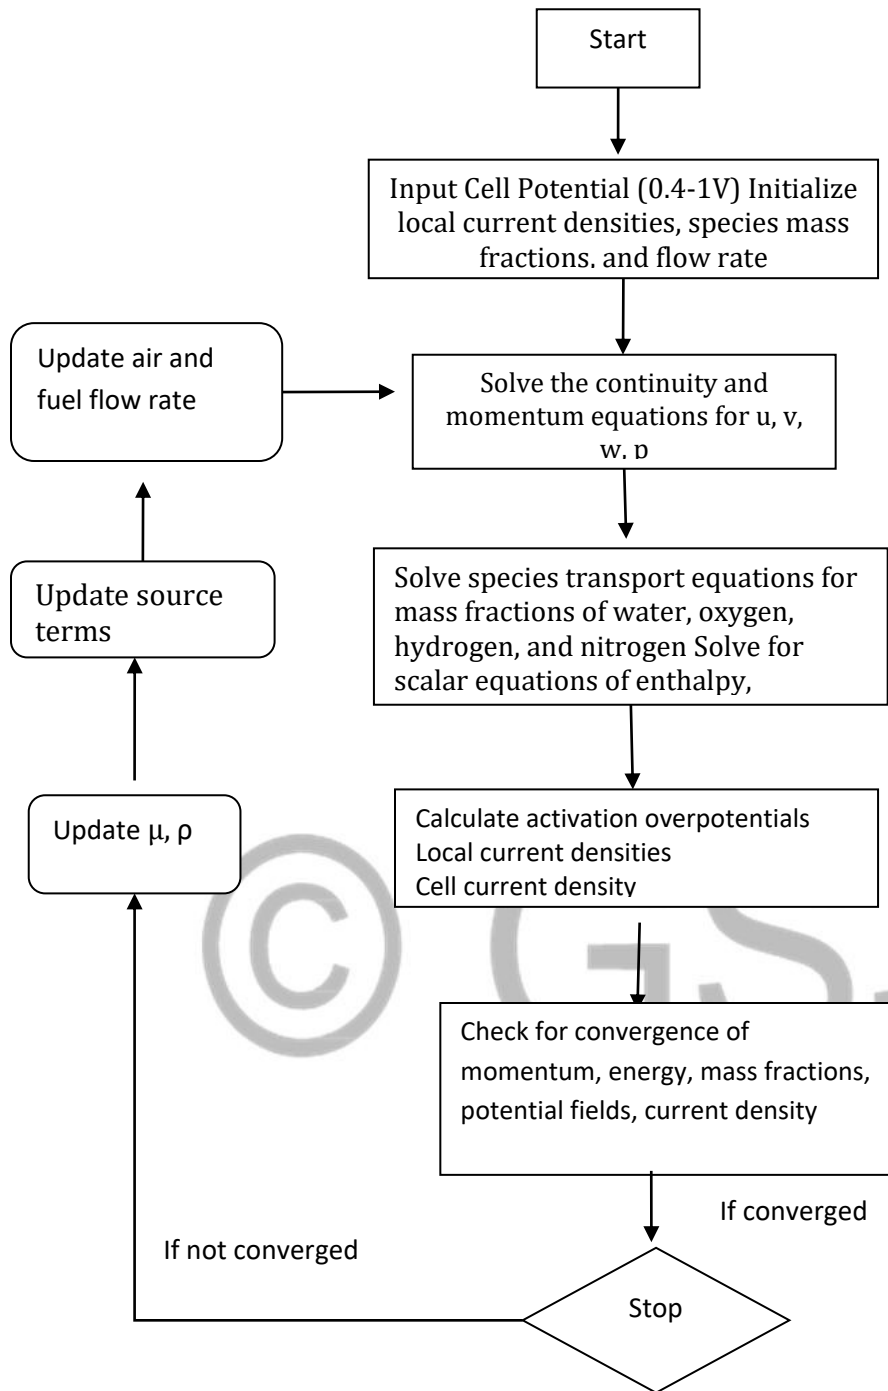 Start
Input Cell Potential (0.4-1V) Initialize
local current densities, species mass
fractions, and flow rate
Update air and
fuel flow rate
Solve the continuity and
momentum equations for u, v,
w, p
Update source
terms
Solve species transport equations for
mass fractions of water, oxygen,
hydrogen, and nitrogen Solve for
scalar equations of enthalpy,
Update μ, ρ
Calculate activation overpotentials
Local current densities
Cell current density
© GS
Check for convergence of
momentum, energy, mass fractions,
potential fields, current density
If converged
If not converged
Stop